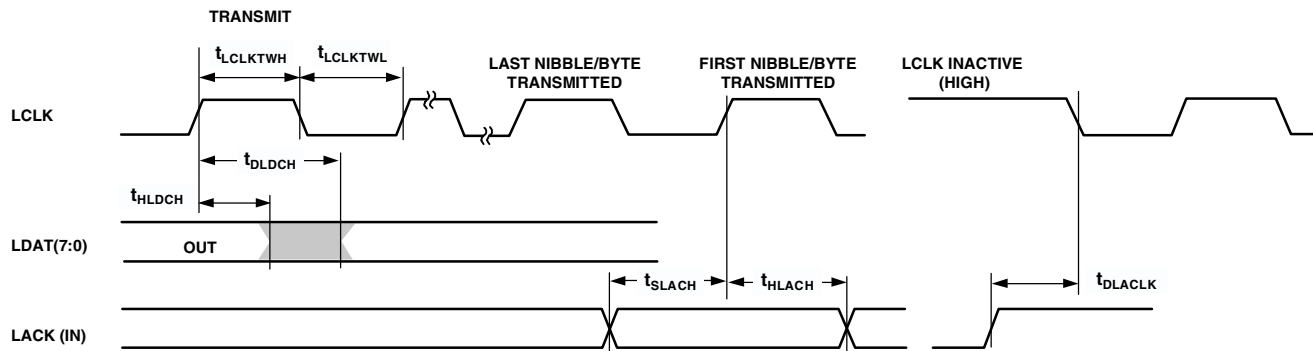 TRANSMIT
tLCLKTWH
tLCLKTWL
LAST NIBBLE/BYTE
TRANSMITTED
FIRST NIBBLE/BYTE
TRANSMITTED
LCLK INACTIVE
(HIGH)
LCLK
tDLDCH
tHLDCH
LDAT(7:0)
OUT
tSLACH
tHLACH
tDLACLK
LACK (IN)